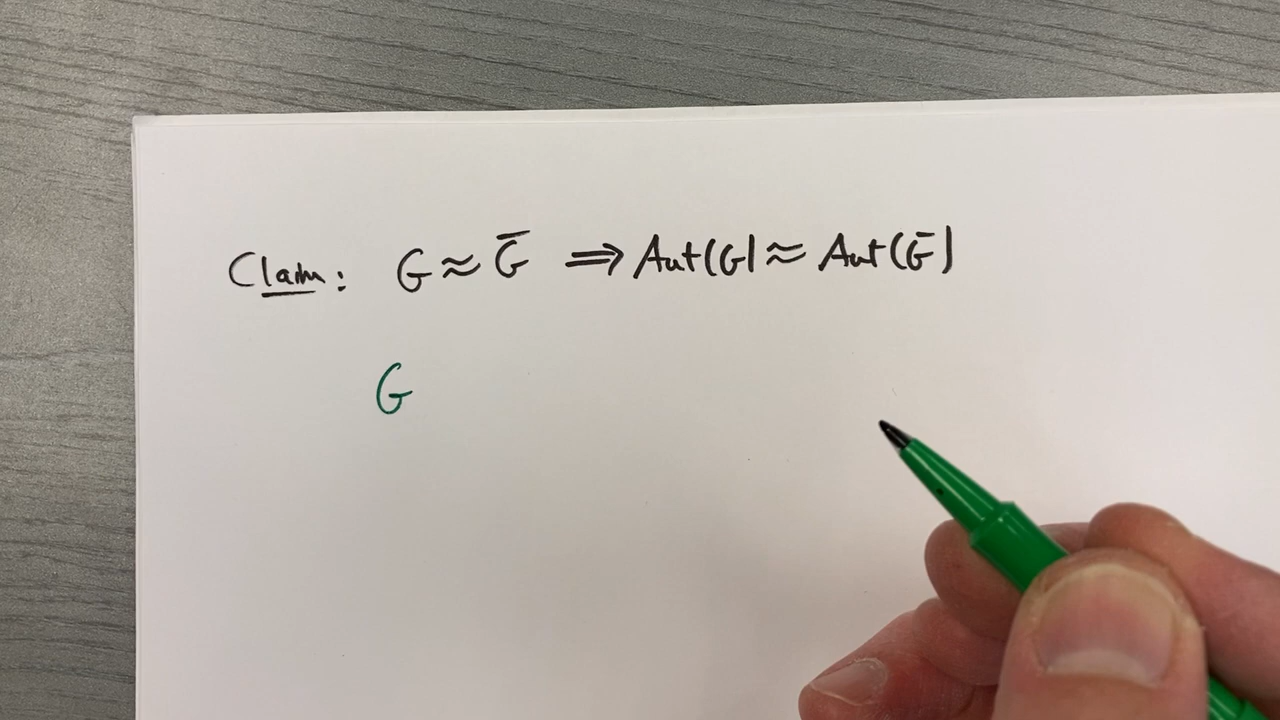 Claim: G ≈ G̅ ⇒ Aut(G) ≈ Aut(G̅)
G